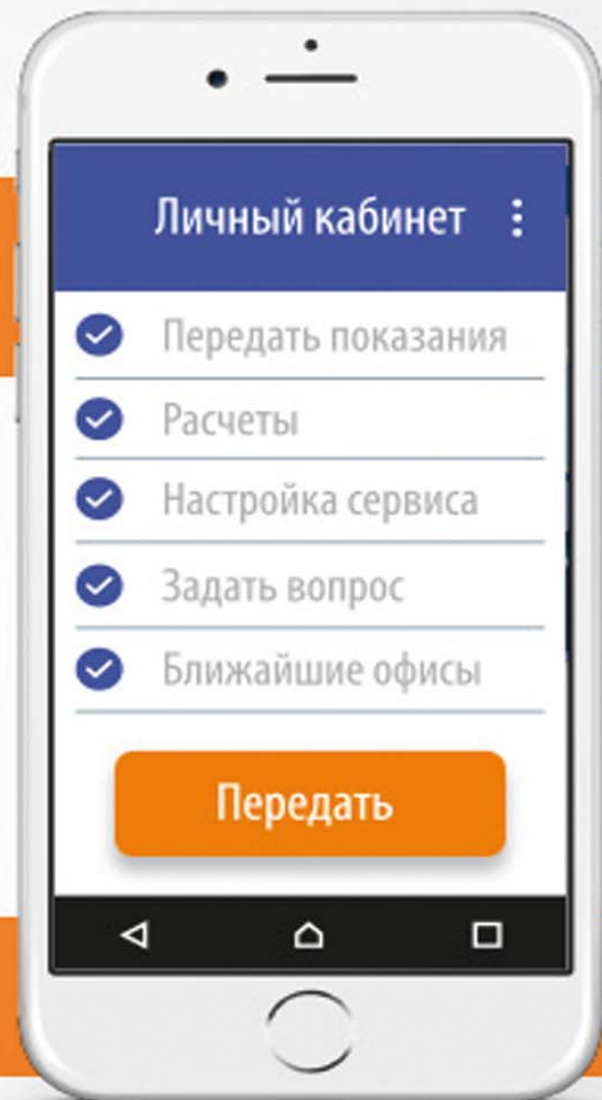 Личный кабинет
Передать показания
Расчеты
Настройка сервиса
Задать вопрос
Ближайшие офисы
Передать